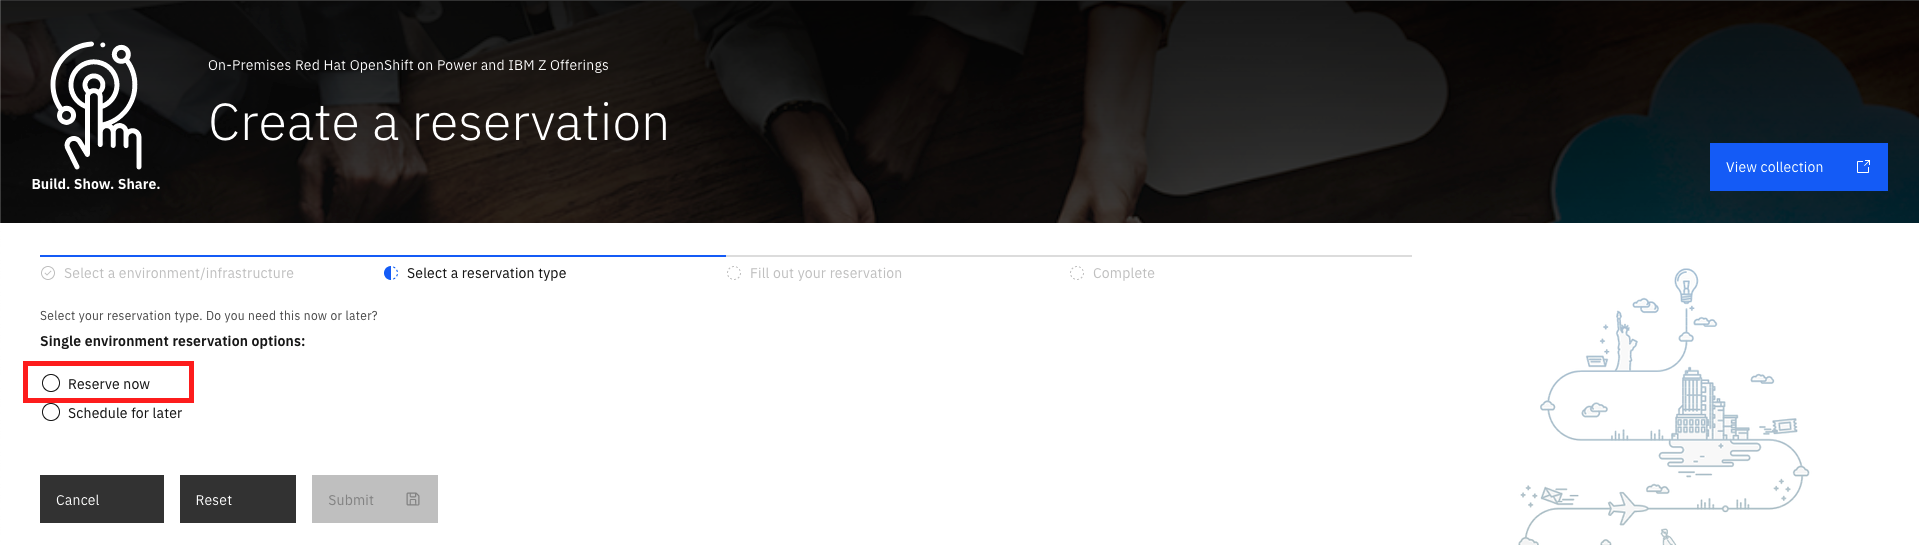 On-Premises Red Hat OpenShift on Power and IBM Z Offerings
Create a reservation
Build. Show. Share.
View collection
Select a environment/infrastructure
Select a reservation type
Fill out your reservation
Complete
Select your reservation type. Do you need this now or later?
Single environment reservation options:
Reserve now
Schedule for later
Cancel
Reset
Submit